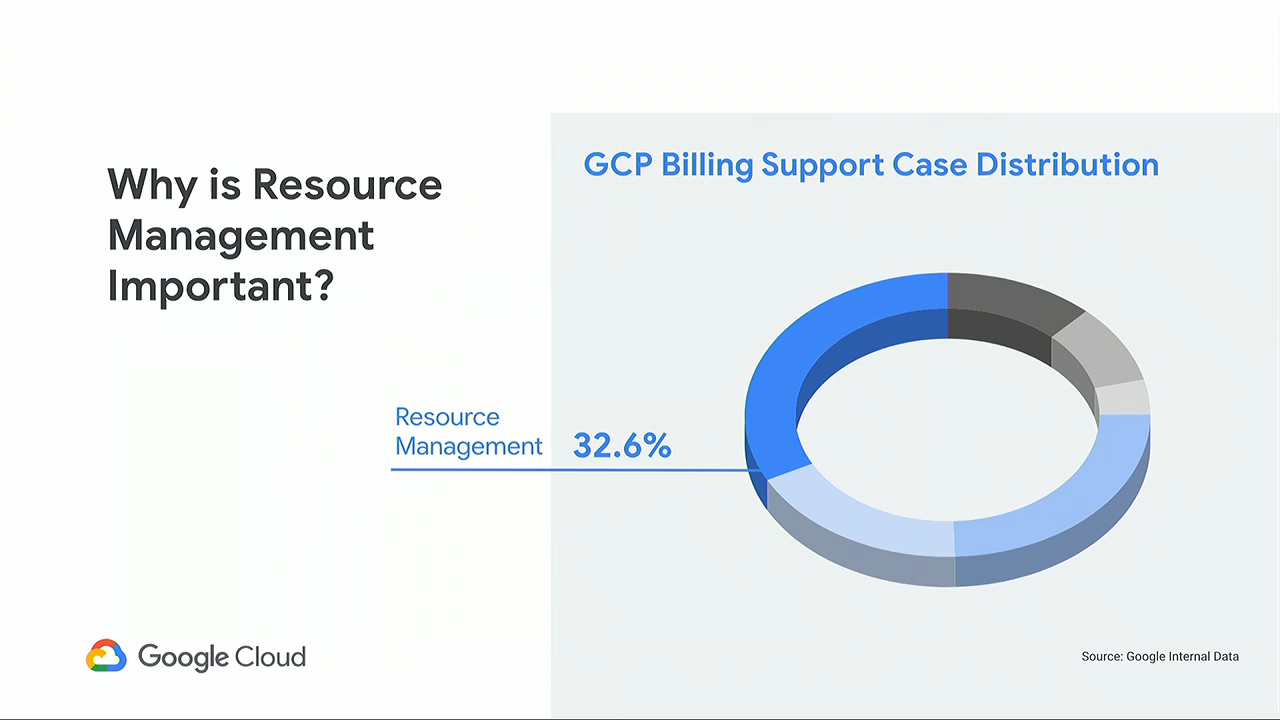 Why is Resource
Management
Important?
GCP Billing Support Case Distribution
Resource
Management
32.6%
Google Cloud
Source: Google Internal Data